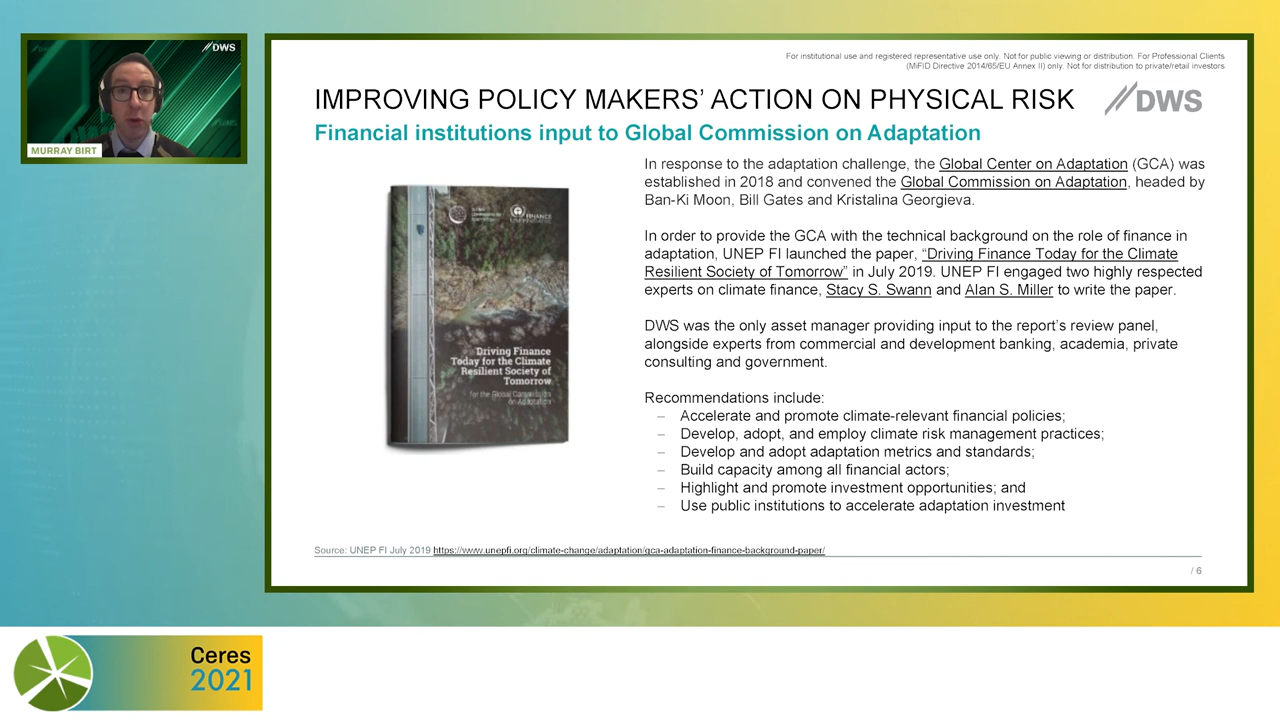 DWS
MURRAY BIRT
For institutional use and registered representative use only. Not for public viewing or distribution. For Professional Clients
(MiFID Directive 2014/65/EU Annex II) only. Not for distribution to private/retail investors
IMPROVING POLICY MAKERS' ACTION ON PHYSICAL RISK
DWS
Financial institutions input to Global Commission on Adaptation
In response to the adaptation challenge, the Global Center on Adaptation (GCA) was
established in 2018 and convened the Global Commission on Adaptation, headed by
Ban-Ki Moon, Bill Gates and Kristalina Georgieva.
In order to provide the GCA with the technical background on the role of finance in
adaptation, UNEP FI launched the paper, “Driving Finance Today for the Climate
Resilient Society of Tomorrow” in July 2019. UNEP FI engaged two highly respected
experts on climate finance, Stacy S. Swann and Alan S. Miller to write the paper.
DWS was the only asset manager providing input to the report's review panel,
alongside experts from commercial and development banking, academia, private
consulting and government.
Recommendations include:
– Accelerate and promote climate-relevant financial policies;
– Develop, adopt, and employ climate risk management practices;
– Develop and adopt adaptation metrics and standards;
– Build capacity among all financial actors;
– Highlight and promote investment opportunities; and
– Use public institutions to accelerate adaptation investment
FINANCE
Driving Finance
Today for the Climate
Resilient Society of
Tomorrow
for the Global Commission
on Adaptation
Source: UNEP FI July 2019 https://www.unepfi.org/climate-change/adaptation/gca-adaptation-finance-background-paper/
/ 6
Ceres
2021